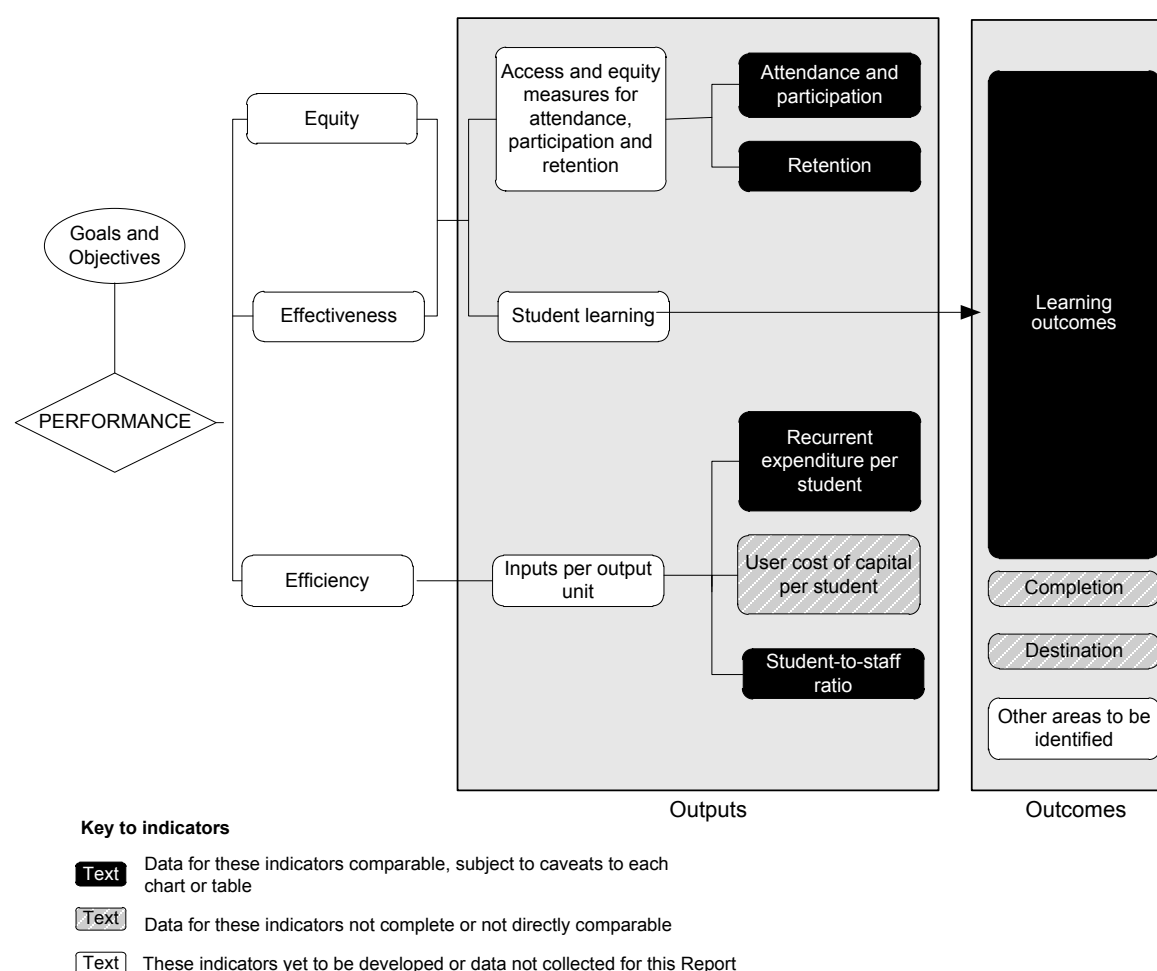 Access and equity
measures for
attendance,
participation and
retention
Attendance and
participation
Equity
Retention
Goals and
Objectives
Effectiveness
Student learning
Learning
outcomes
PERFORMANCE
Recurrent
expenditure per
student
Efficiency
Inputs per output
unit
User cost of capital
per student
Completion
Student-to-staff
ratio
Destination
Other areas to be
identified
Outputs
Outcomes
Key to indicators
Text
Data for these indicators comparable, subject to caveats to each
chart or table
Text
Data for these indicators not complete or not directly comparable
Text
These indicators yet to be developed or data not collected for this Report